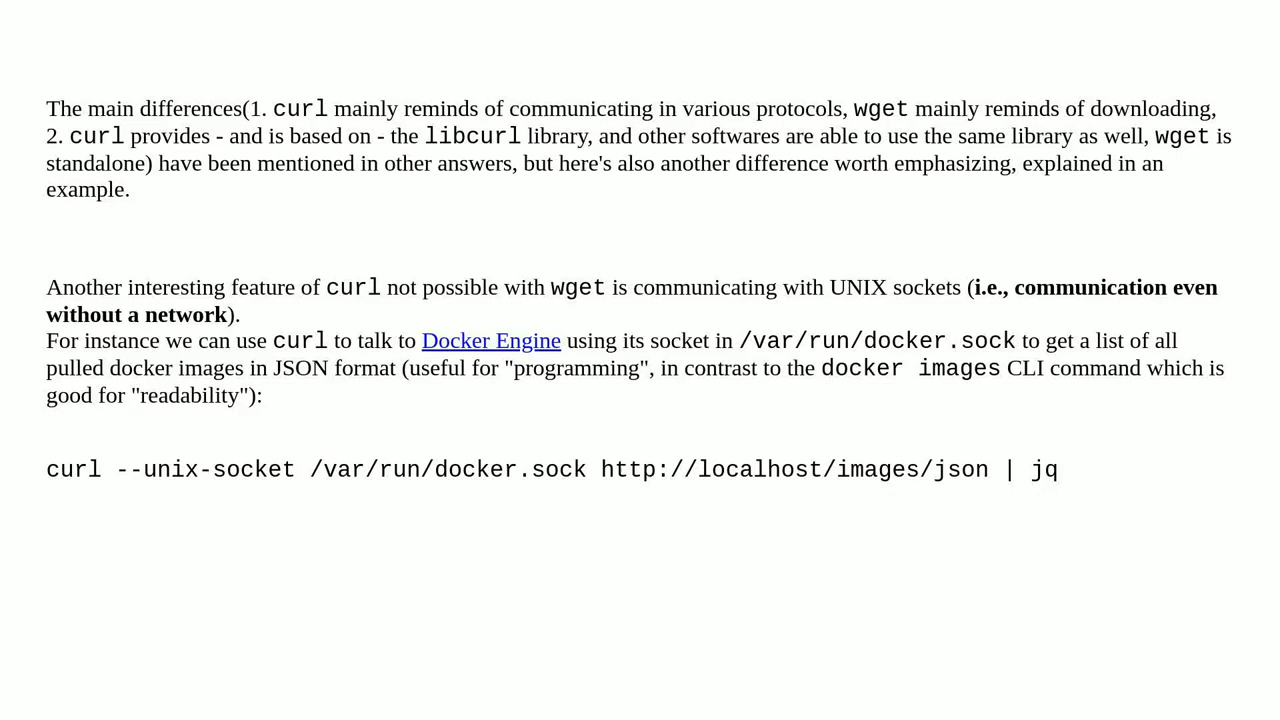 The main differences(1. curl mainly reminds of communicating in various protocols, wget mainly reminds of downloading,
2. curl provides - and is based on - the libcurl library, and other softwares are able to use the same library as well, wget is
standalone) have been mentioned in other answers, but here's also another difference worth emphasizing, explained in an
example.
Another interesting feature of curl not possible with wget is communicating with UNIX sockets (i.e., communication even
without a network).
For instance we can use curl to talk to Docker Engine using its socket in /var/run/docker.sock to get a list of all
pulled docker images in JSON format (useful for "programming", in contrast to the docker images CLI command which is
good for "readability"):
curl --unix-socket /var/run/docker.sock http://localhost/images/json | jq